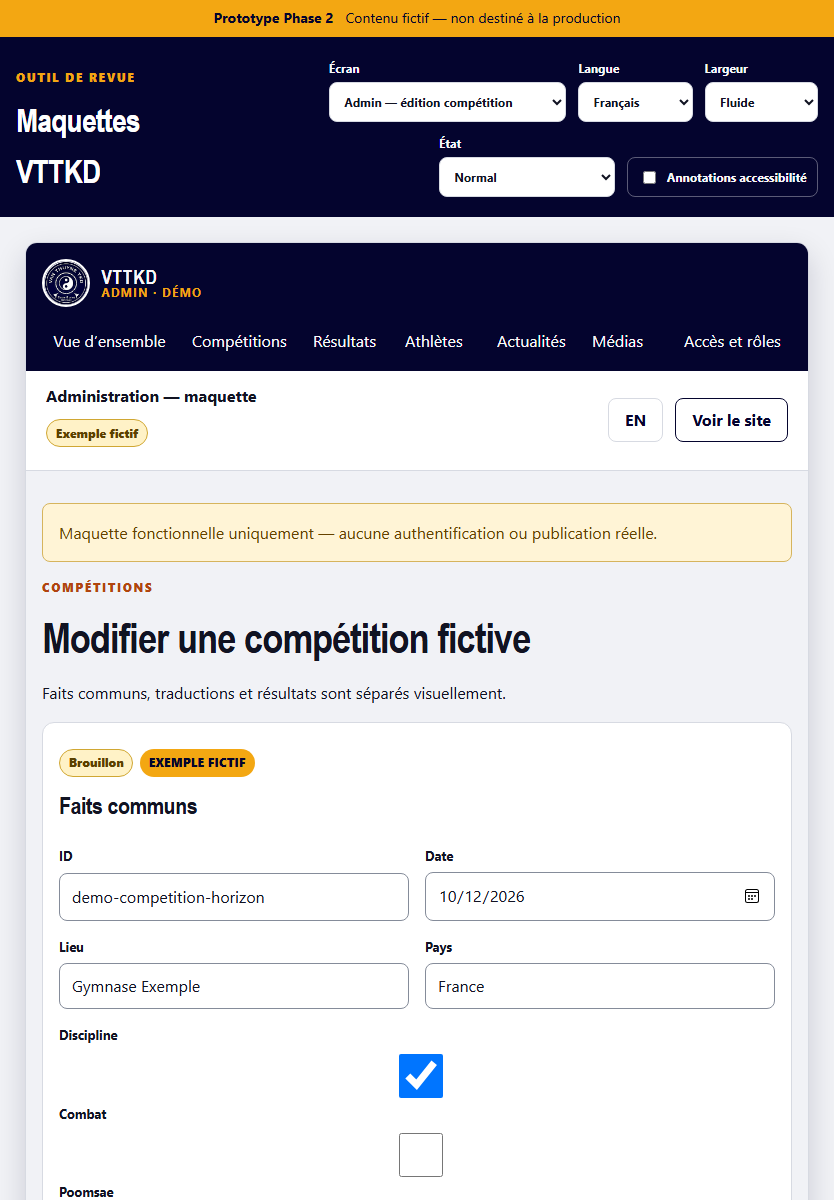 Prototype Phase 2 Contenu fictif — non destiné à la production
OUTIL DE REVUE
Maquettes
VTTKD
Écran
Langue
Largeur
Admin — édition compétition
Français
Fluide
État
Normal
Annotations accessibilité
VTTKD
ADMIN · DÉMO
Vue d’ensemble
Compétitions
Résultats
Athlètes
Actualités
Médias
Accès et rôles
Administration — maquette
Exemple fictif
EN
Voir le site
Maquette fonctionnelle uniquement — aucune authentification ou publication réelle.
COMPÉTITIONS
Modifier une compétition fictive
Faits communs, traductions et résultats sont séparés visuellement.
Brouillon
EXEMPLE FICTIF
Faits communs
ID
Date
demo-competition-horizon
10/12/2026
Lieu
Pays
Gymnase Exemple
France
Discipline
Combat
Poomsae